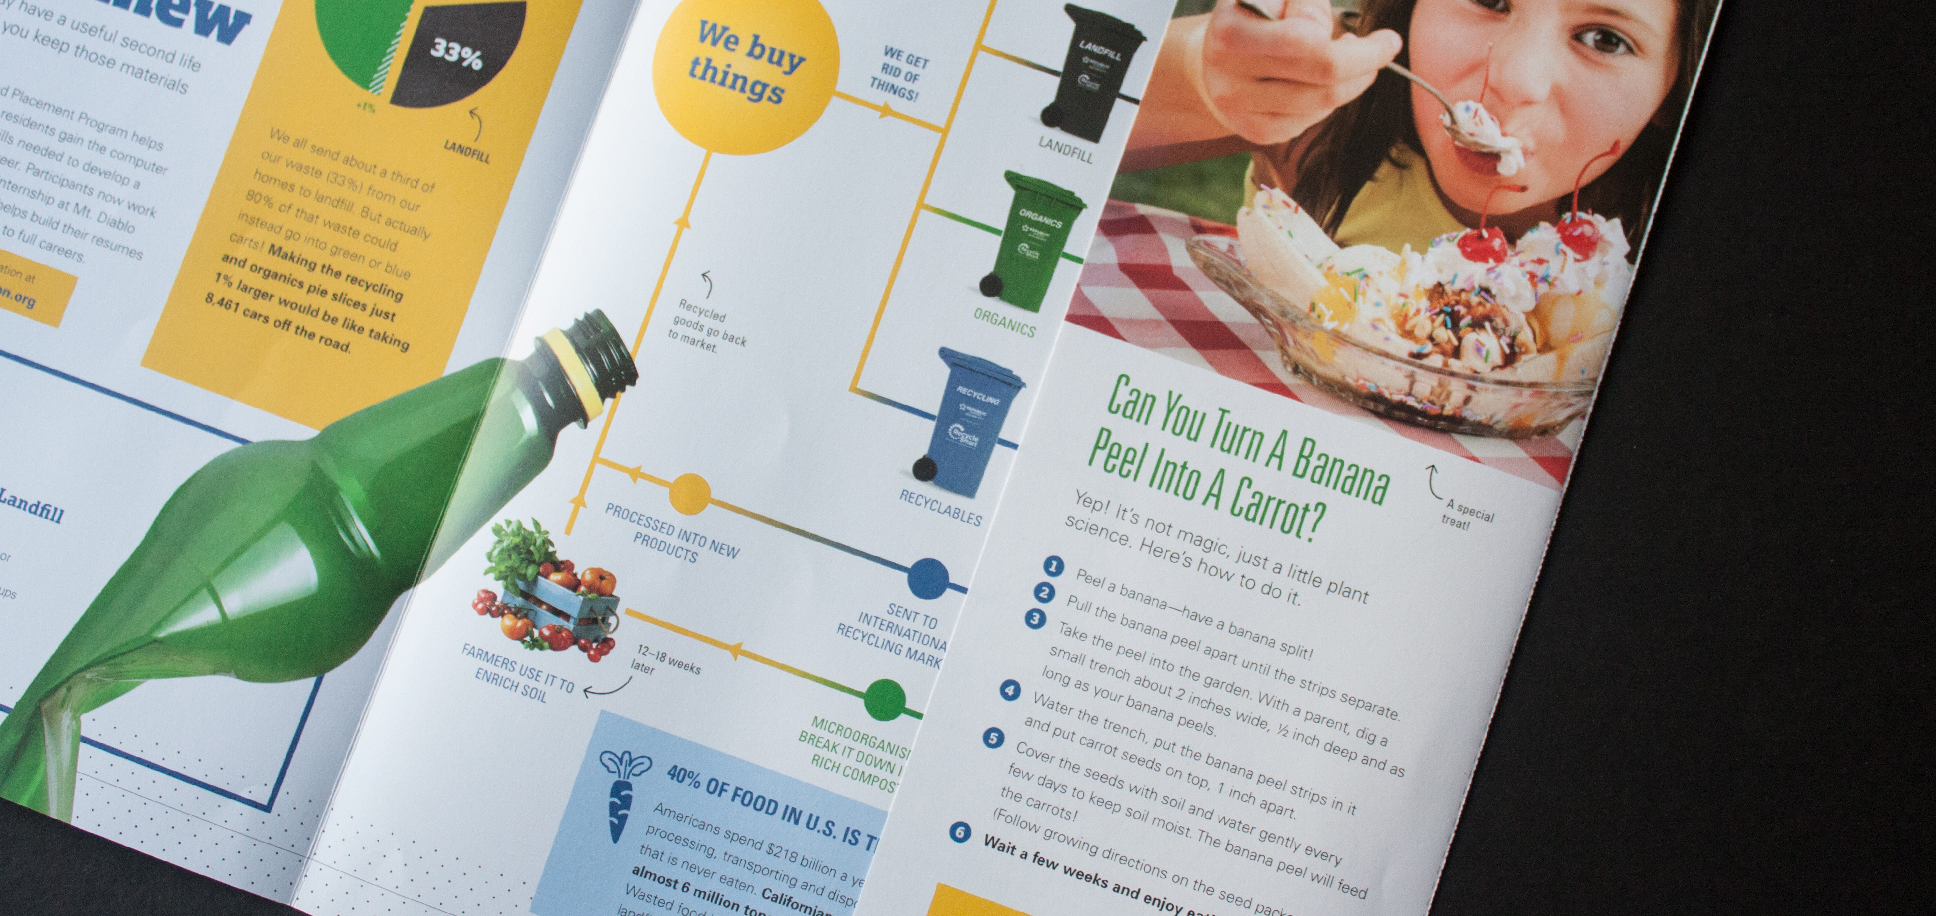 new
y have a useful second life
you keep those materials
d Placement Program helps
residents gain the computer
ills needed to develop a
eer. Participants now work
nternship at Mt. Diablo
helps build their resumes
to full careers.
ation at
n.org
33%
+1%
LANDFILL
We all send about a third of
our waste (33%) from our
homes to landfill. But actually
80% of that waste could
instead go into green or blue
carts! Making the recycling
and organics pie slices just
1% larger would be like taking
8,461 cars off the road.
Landfill
or
ups
We buy
things
WE GET
RID OF
THINGS!
LANDFILL
LANDFILL
ORGANICS
ORGANICS
RECYCLING
Recycle
Smart
RECYCLABLES
Recycled
goods go back
to market.
PROCESSED INTO NEW
PRODUCTS
SENT TO
INTERNATIONA
RECYCLING MARK
FARMERS USE IT TO
ENRICH SOIL
12–18 weeks
later
MICROORGANIS
BREAK IT DOWN I
RICH COMPOS
40% OF FOOD IN U.S. IS T
Americans spend $218 billion a ye
processing, transporting and dispo
that is never eaten. Californian
almost 6 million ton
Wasted food
landf
Can You Turn A Banana
Peel Into A Carrot?
A special
treat!
Yep! It's not magic, just a little plant
science. Here's how to do it.
1 Peel a banana—have a banana split!
2 Pull the banana peel apart until the strips separate.
3 Take the peel into the garden. With a parent, dig a
small trench about 2 inches wide, ½ inch deep and as
long as your banana peels.
4 Water the trench, put the banana peel strips in it
and put carrot seeds on top, 1 inch apart.
5 Cover the seeds with soil and water gently every
few days to keep soil moist. The banana peel will feed
the carrots!
(Follow growing directions on the seed pack
6 Wait a few weeks and enjoy eat